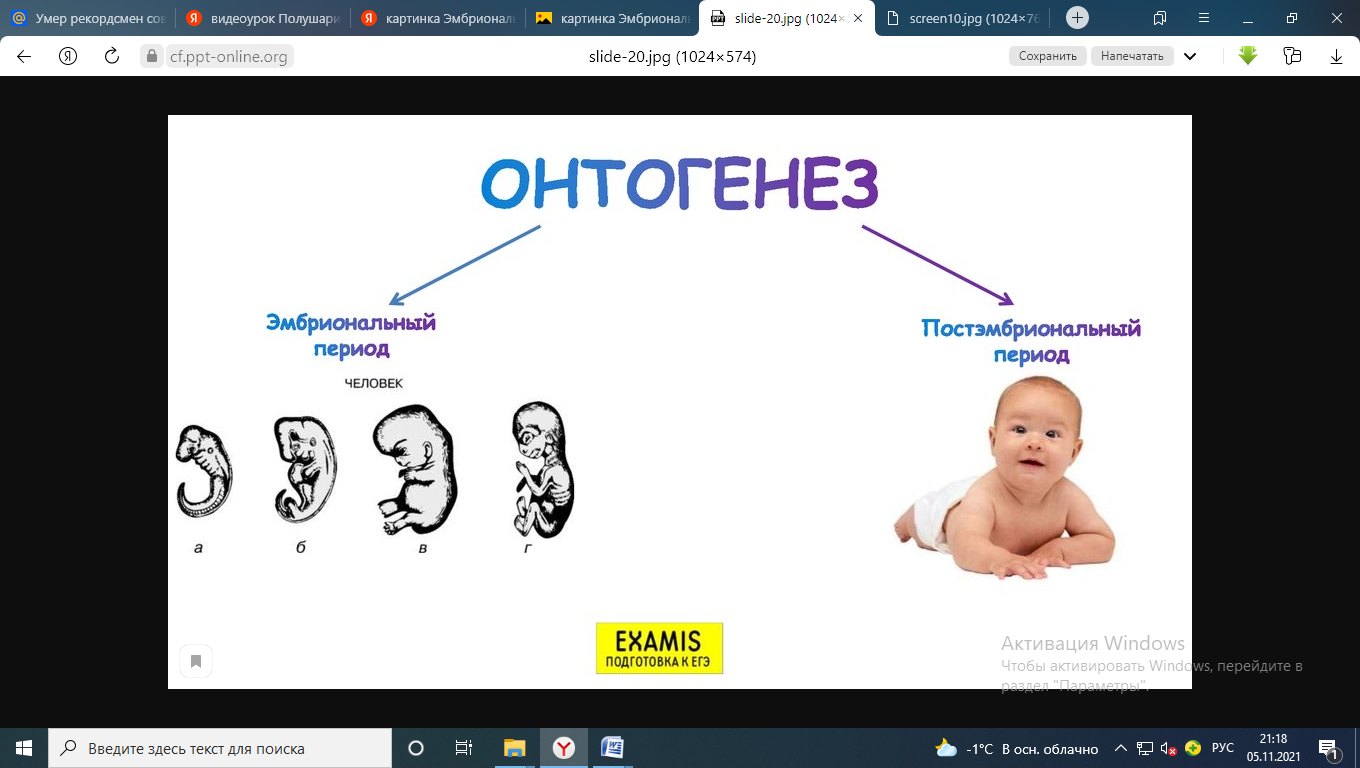 Умер рекордсмен сов
видеоурок Полушари
картинка Эмбриональ
картинка Эмбриональ
slide-20.jpg (1024×
screen10.jpg (1024×76
cf.ppt-online.org
slide-20.jpg (1024×574)
Сохранить
Напечатать
ОНТОГЕНЕЗ
Эмбриональный
период
Постэмбриональный
период
ЧЕЛОВЕК
а
б
в
г
EXAMIS
ПОДГОТОВКА К ЕГЭ
Активация Windows
Чтобы активировать Windows, перейдите в
раздел "Параметры".
Введите здесь текст для поиска
-1°C В осн. облачно
РУС
21:18
05.11.2021
1